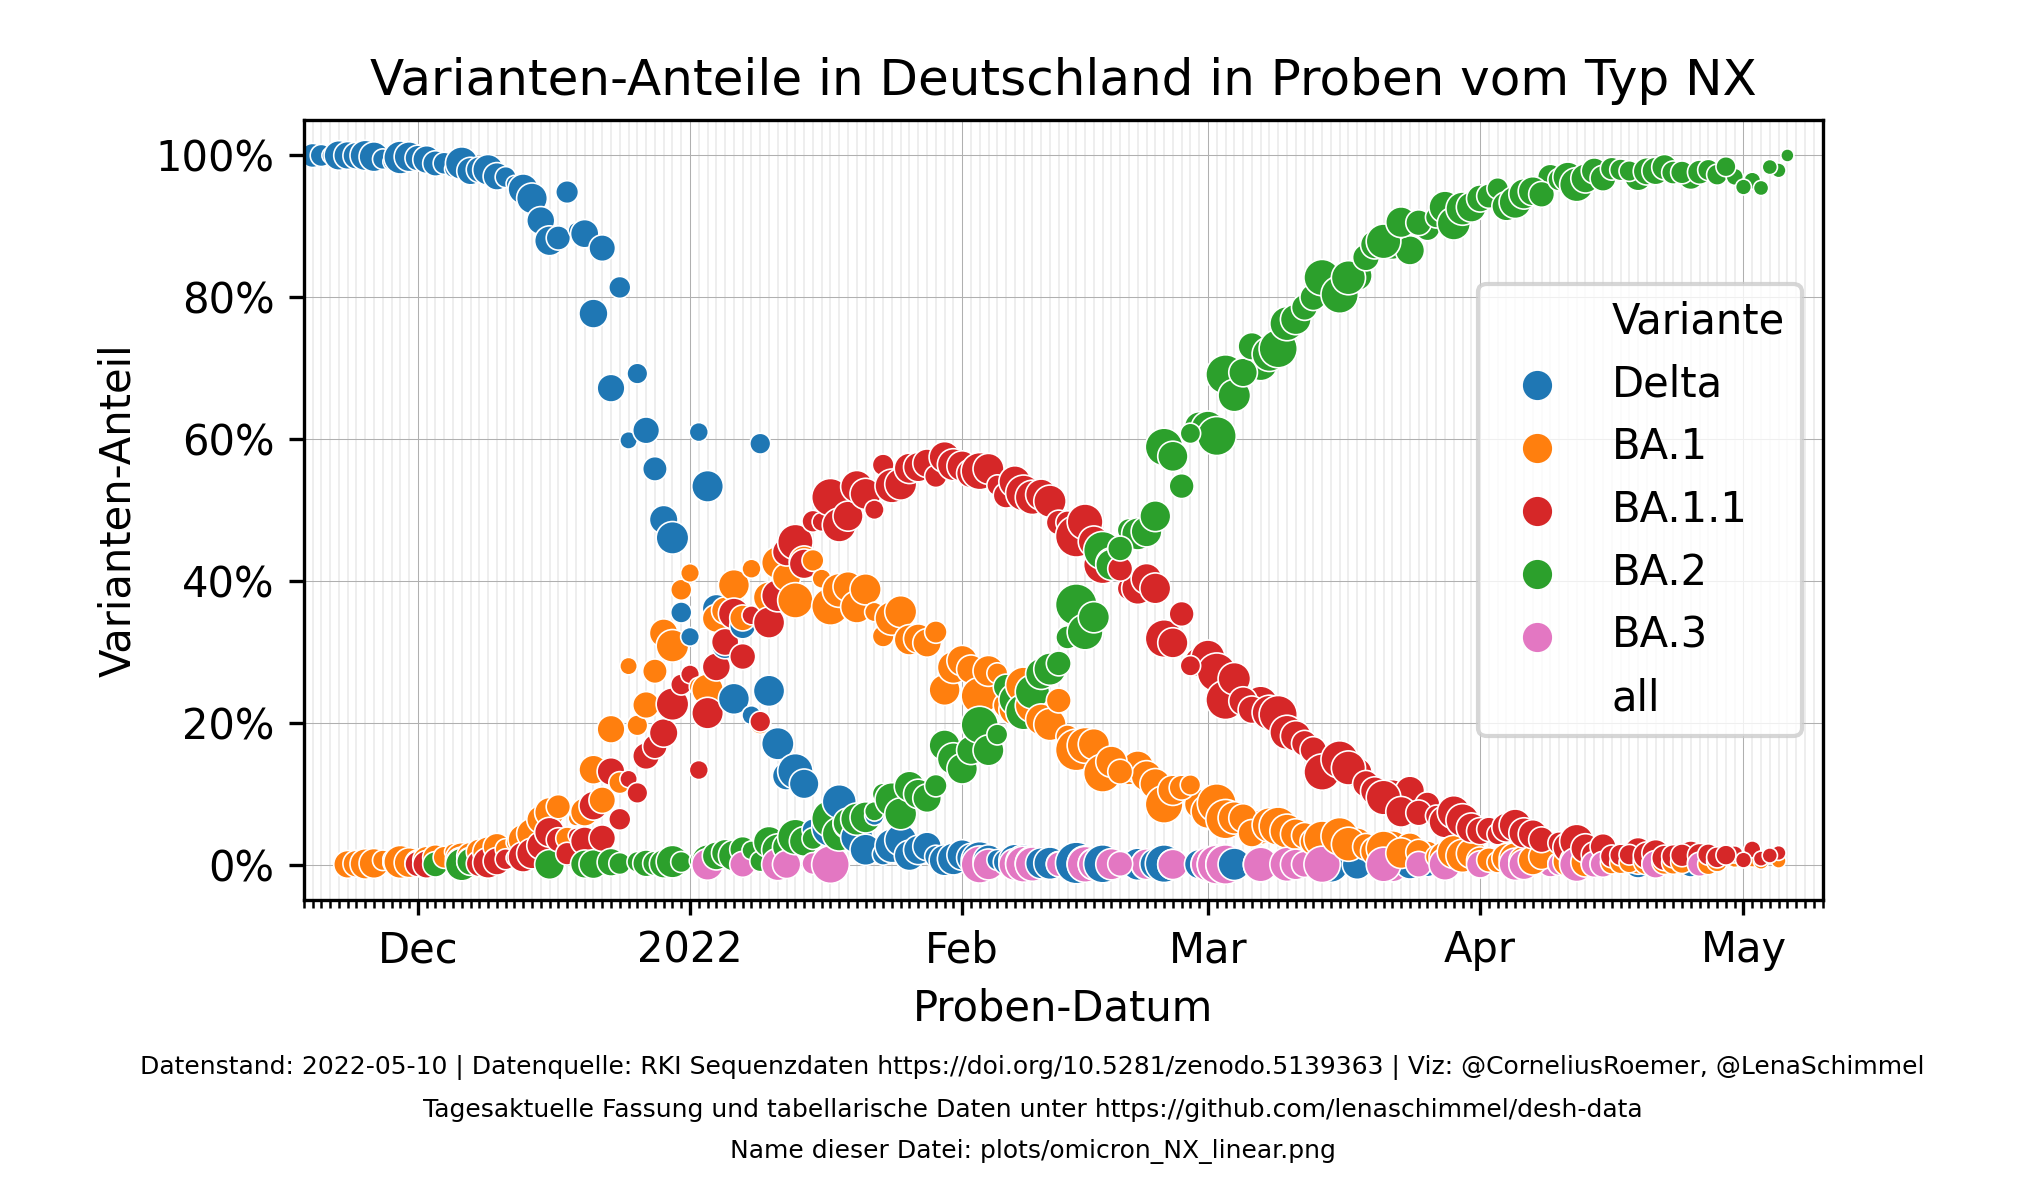 Varianten-Anteile in Deutschland in Proben vom Typ NX
Varianten-Anteil
100%
80%
60%
40%
20%
0%
Variante
Delta
BA.1
BA.1.1
BA.2
BA.3
all
Dec 2022 Feb Mar Apr May
Proben-Datum
Datenstand: 2022-05-10 | Datenquelle: RKI Sequenzdaten https://doi.org/10.5281/zenodo.5139363 | Viz: @CorneliusRoemer, @LenaSchimmel
Tagesaktuelle Fassung und tabellarische Daten unter https://github.com/lenaschimmel/desh-data
Name dieser Datei: plots/omicron_NX_linear.png